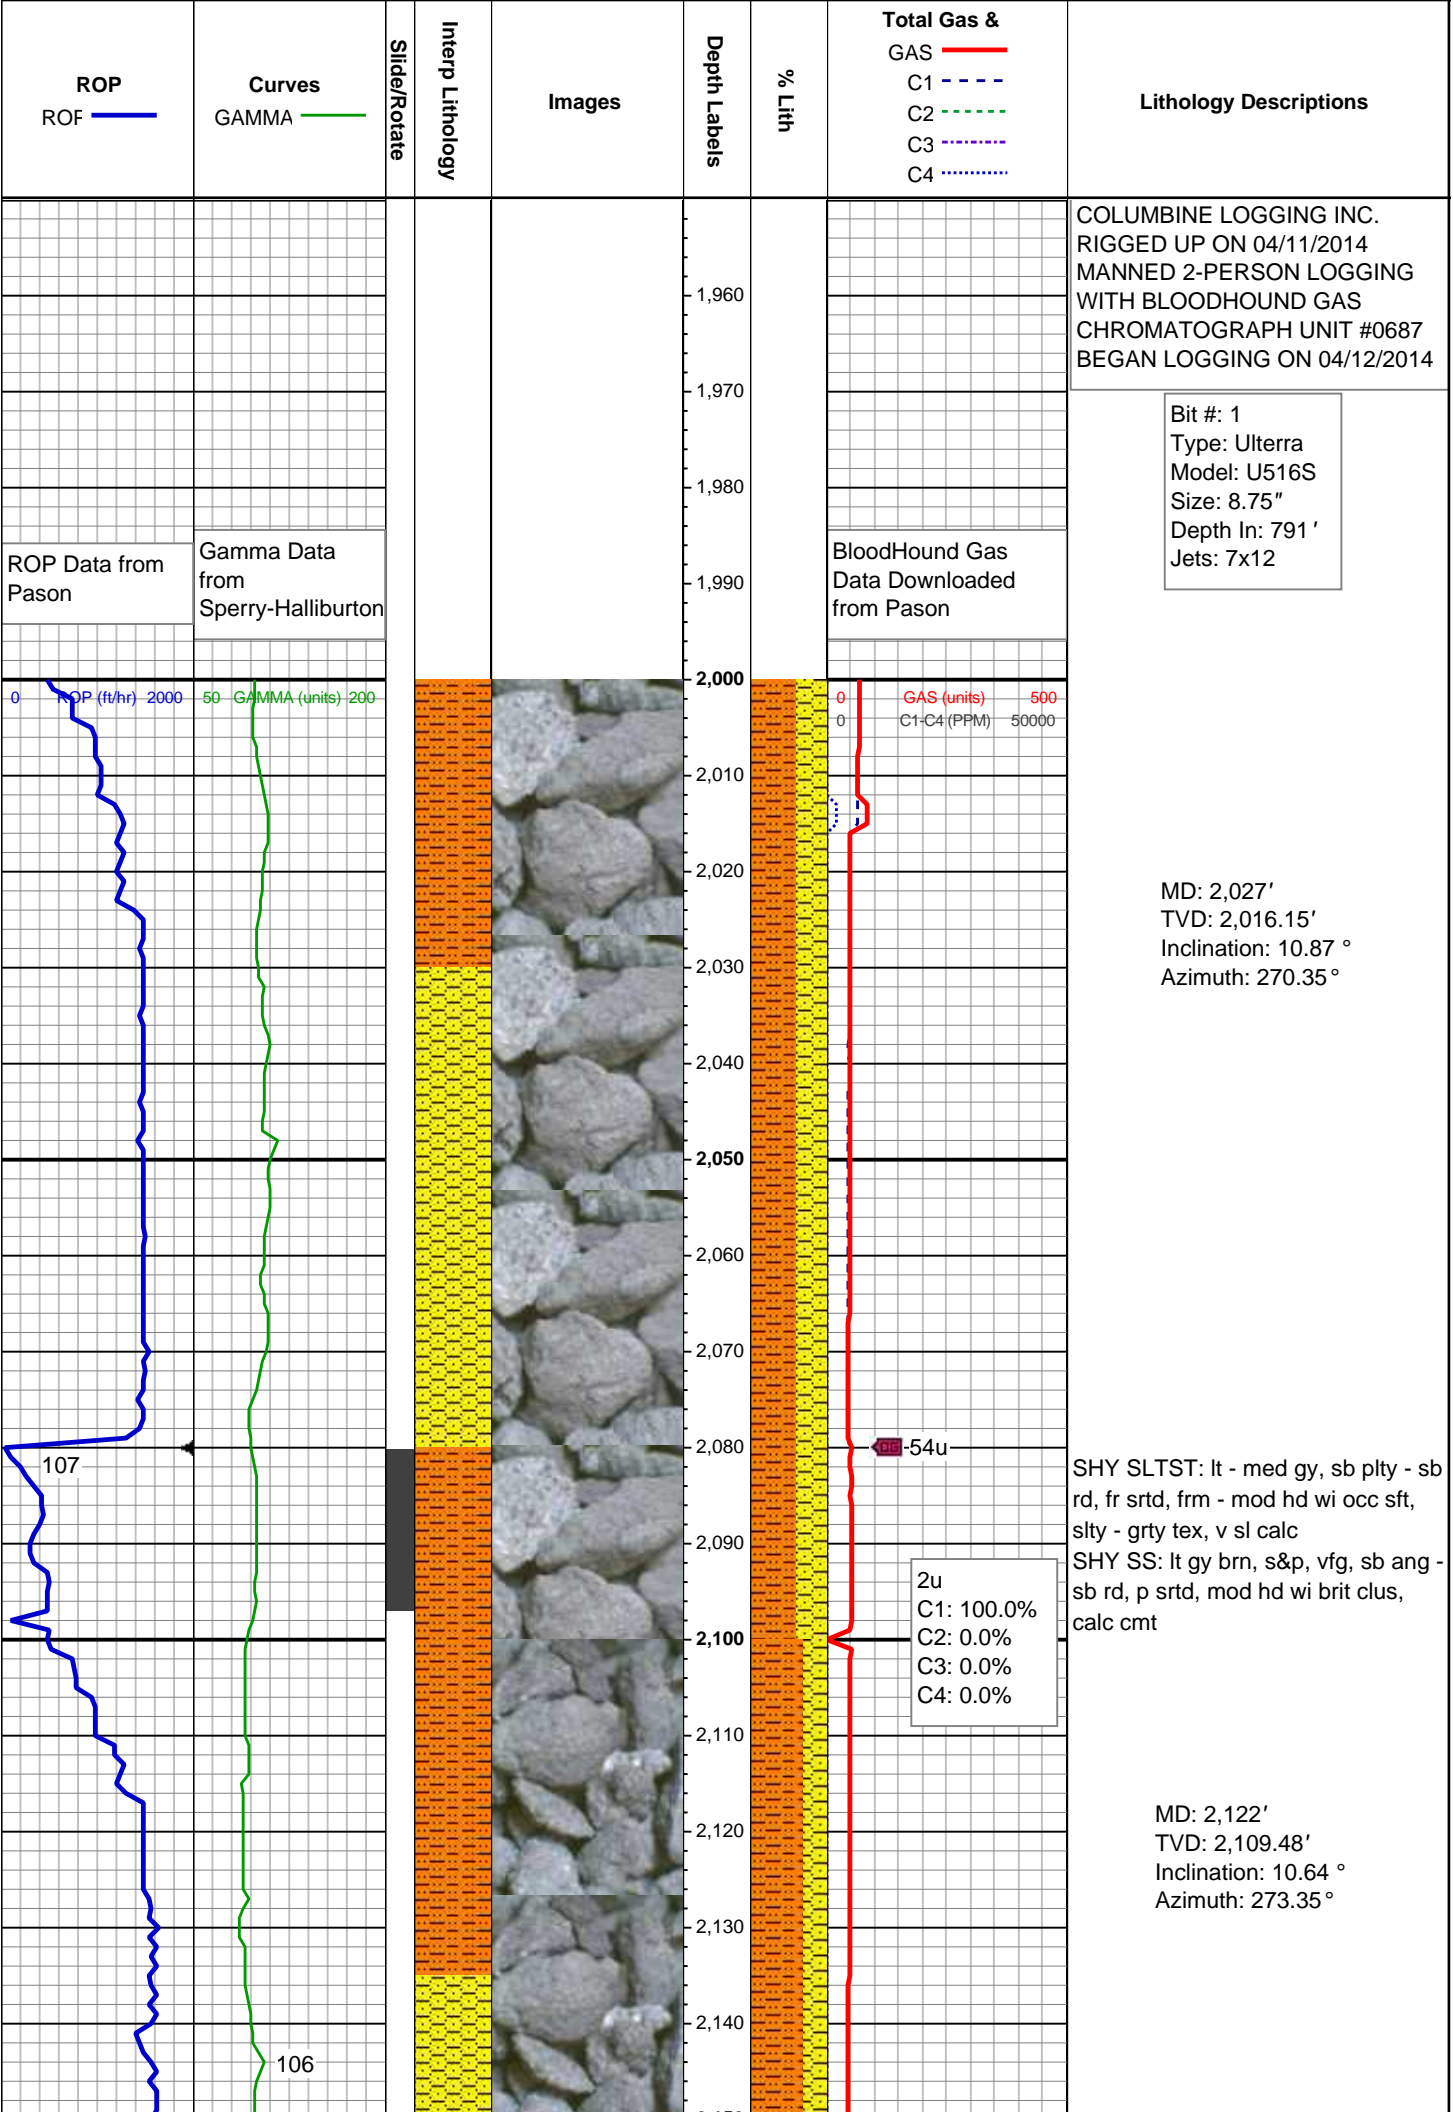 ROP
ROP
Curves
GAMMA
Slide/Rotate
Interp Lithology
Images
Depth Labels
% Lith
Total Gas &
GAS
C1
C2
C3
C4
Lithology Descriptions
COLUMBINE LOGGING INC.
RIGGED UP ON 04/11/2014
MANNED 2-PERSON LOGGING
WITH BLOODHOUND GAS
CHROMATOGRAPH UNIT #0687
BEGAN LOGGING ON 04/12/2014
Bit #: 1
Type: Ulterra
Model: U516S
Size: 8.75"
Depth In: 791'
Jets: 7x12
1,960
1,970
1,980
1,990
ROP Data from
Pason
Gamma Data
from
Sperry-Halliburton
BloodHound Gas
Data Downloaded
from Pason
0 ROP (ft/hr) 2000
50 GAMMA (units) 200
2,000
0 GAS (units) 500
0 C1-C4 (PPM) 50000
2,010
2,020
2,030
2,040
2,050
2,060
2,070
2,080
2,090
2,100
2,110
2,120
2,130
2,140
MD: 2,027'
TVD: 2,016.15'
Inclination: 10.87 °
Azimuth: 270.35°
107
DG -54u
SHY SLTST: lt - med gy, sb plty - sb
rd, fr srtd, frm - mod hd wi occ sft,
slty - grty tex, v sl calc
SHY SS: lt gy brn, s&p, vfg, sb ang -
sb rd, p srtd, mod hd wi brit clus,
calc cmt
2u
C1: 100.0%
C2: 0.0%
C3: 0.0%
C4: 0.0%
MD: 2,122'
TVD: 2,109.48'
Inclination: 10.64 °
Azimuth: 273.35°
106